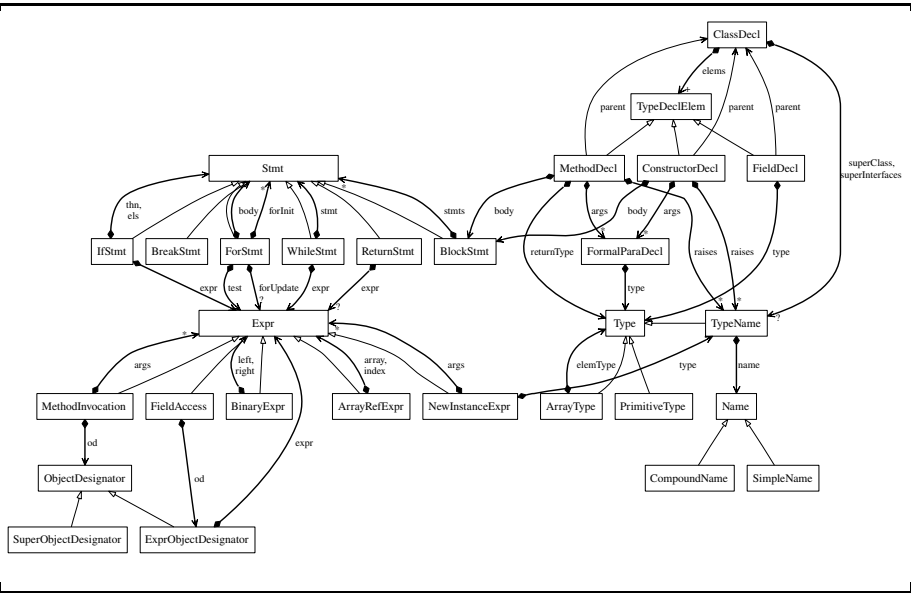 ClassDecl
elems
+
TypeDeclElem
parent
parent
parent
Stmt
MethodDecl
ConstructorDecl
FieldDecl
superClass,
superInterfaces
*
*
thn,
els
body
forInit
stmt
stmts
body
args
body
args
*
*
IfStmt
BreakStmt
ForStmt
WhileStmt
ReturnStmt
BlockStmt
returnType
FormalParaDecl
raises
raises
type
expr
test
forUpdate
?
expr
expr
?
type
*
*
?
Expr
Type
TypeName
*
*
args
left,
right
array,
index
args
elemType
type
name
MethodInvocation
FieldAccess
BinaryExpr
ArrayRefExpr
NewInstanceExpr
ArrayType
PrimitiveType
Name
od
expr
ObjectDesignator
od
CompoundName
SimpleName
SuperObjectDesignator
ExprObjectDesignator